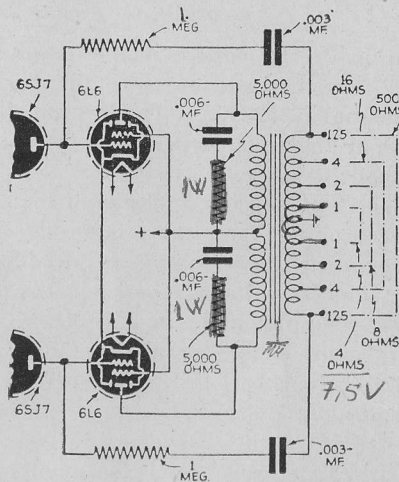 1.
MEG
.003
MF.
6SJ7
6L6
.006-
MF
5,000
OHMS
16
OHMS
500
1W
125
4
2
1
+
1
2
4
125
.006-
MF
1W
5,000
OHMS
8
OHMS
4
OHMS
7,5V
6SJ7
6L6
1
MEG.
.003-
MF.